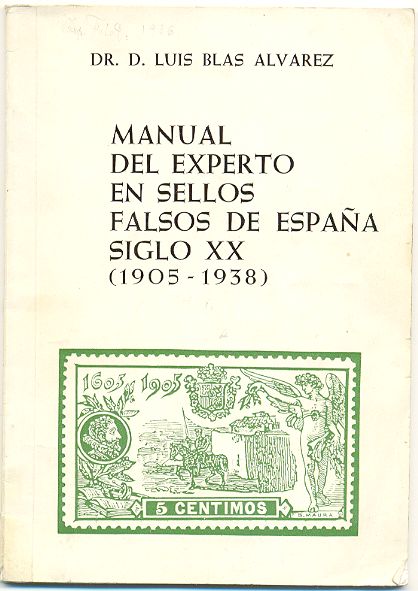 DR. D. LUIS BLAS ALVAREZ
MANUAL
DEL EXPERTO
EN SELLOS
FALSOS DE ESPAÑA
SIGLO XX
(1905-1938)
1605 1905
5 CENTIMOS
B. MAURA